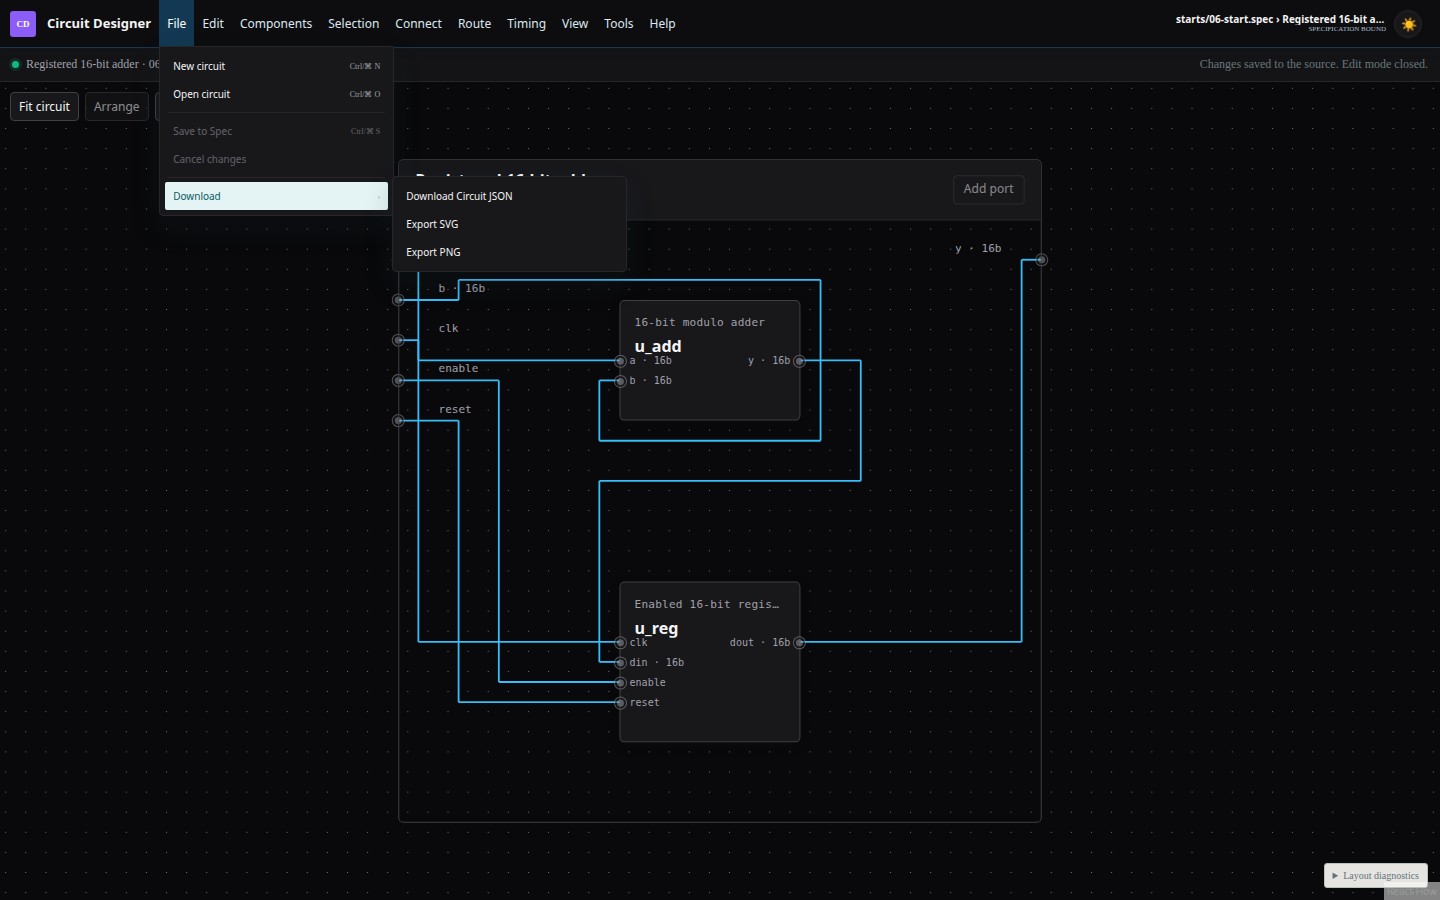 CD Circuit Designer File Edit Components Selection Connect Route Timing View Tools Help
starts/06-start.spec › Registered 16-bit a...
SPECIFICATION BOUND
Registered 16-bit adder · 06
Changes saved to the source. Edit mode closed.
New circuit Ctrl/⌘ N
Open circuit Ctrl/⌘ O
Save to Spec Ctrl/⌘ S
Cancel changes
Download ›
Download Circuit JSON
Export SVG
Export PNG
Fit circuit
Arrange
Add port
y · 16b
b · 16b
clk
enable
reset
16-bit modulo adder
u_add
a · 16b
y · 16b
b · 16b
Enabled 16-bit regis…
u_reg
clk
dout · 16b
din · 16b
enable
reset
▶ Layout diagnostics